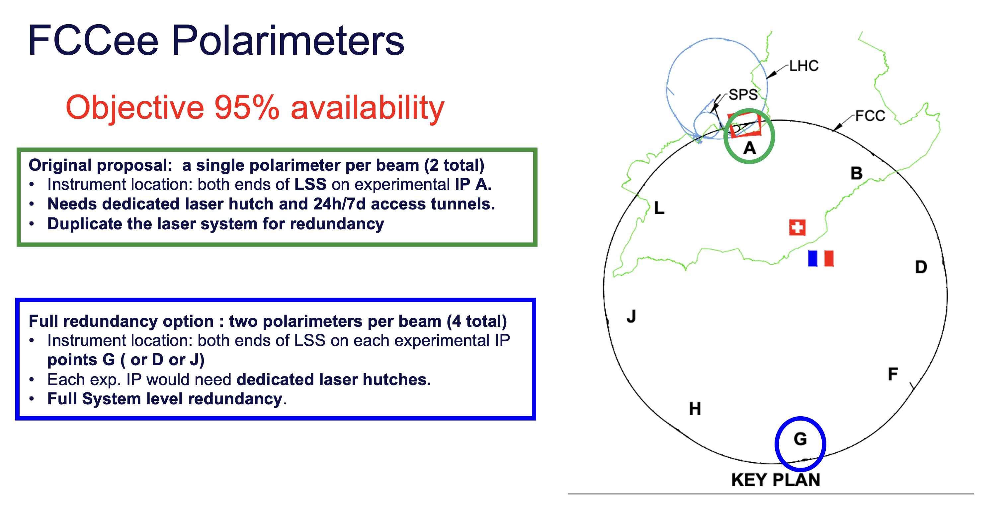 FCCee Polarimeters
Objective 95% availability
Original proposal:  a single polarimeter per beam (2 total)
• Instrument location: both ends of LSS on experimental IP A.
• Needs dedicated laser hutch and 24h/7d access tunnels.
• Duplicate the laser system for redundancy
Full redundancy option : two polarimeters per beam (4 total)
• Instrument location: both ends of LSS on each experimental IP
points G ( or D or J)
• Each exp. IP would need dedicated laser hutches.
• Full System level redundancy.
LHC
SPS
FCC
A
B
L
D
J
F
H
G
KEY PLAN